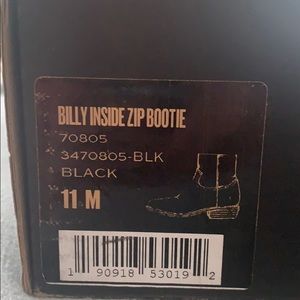 BILLY INSIDE ZIP BOOTIE
70805
3470805-BLK
BLACK
11 M
1 90918 53019 2